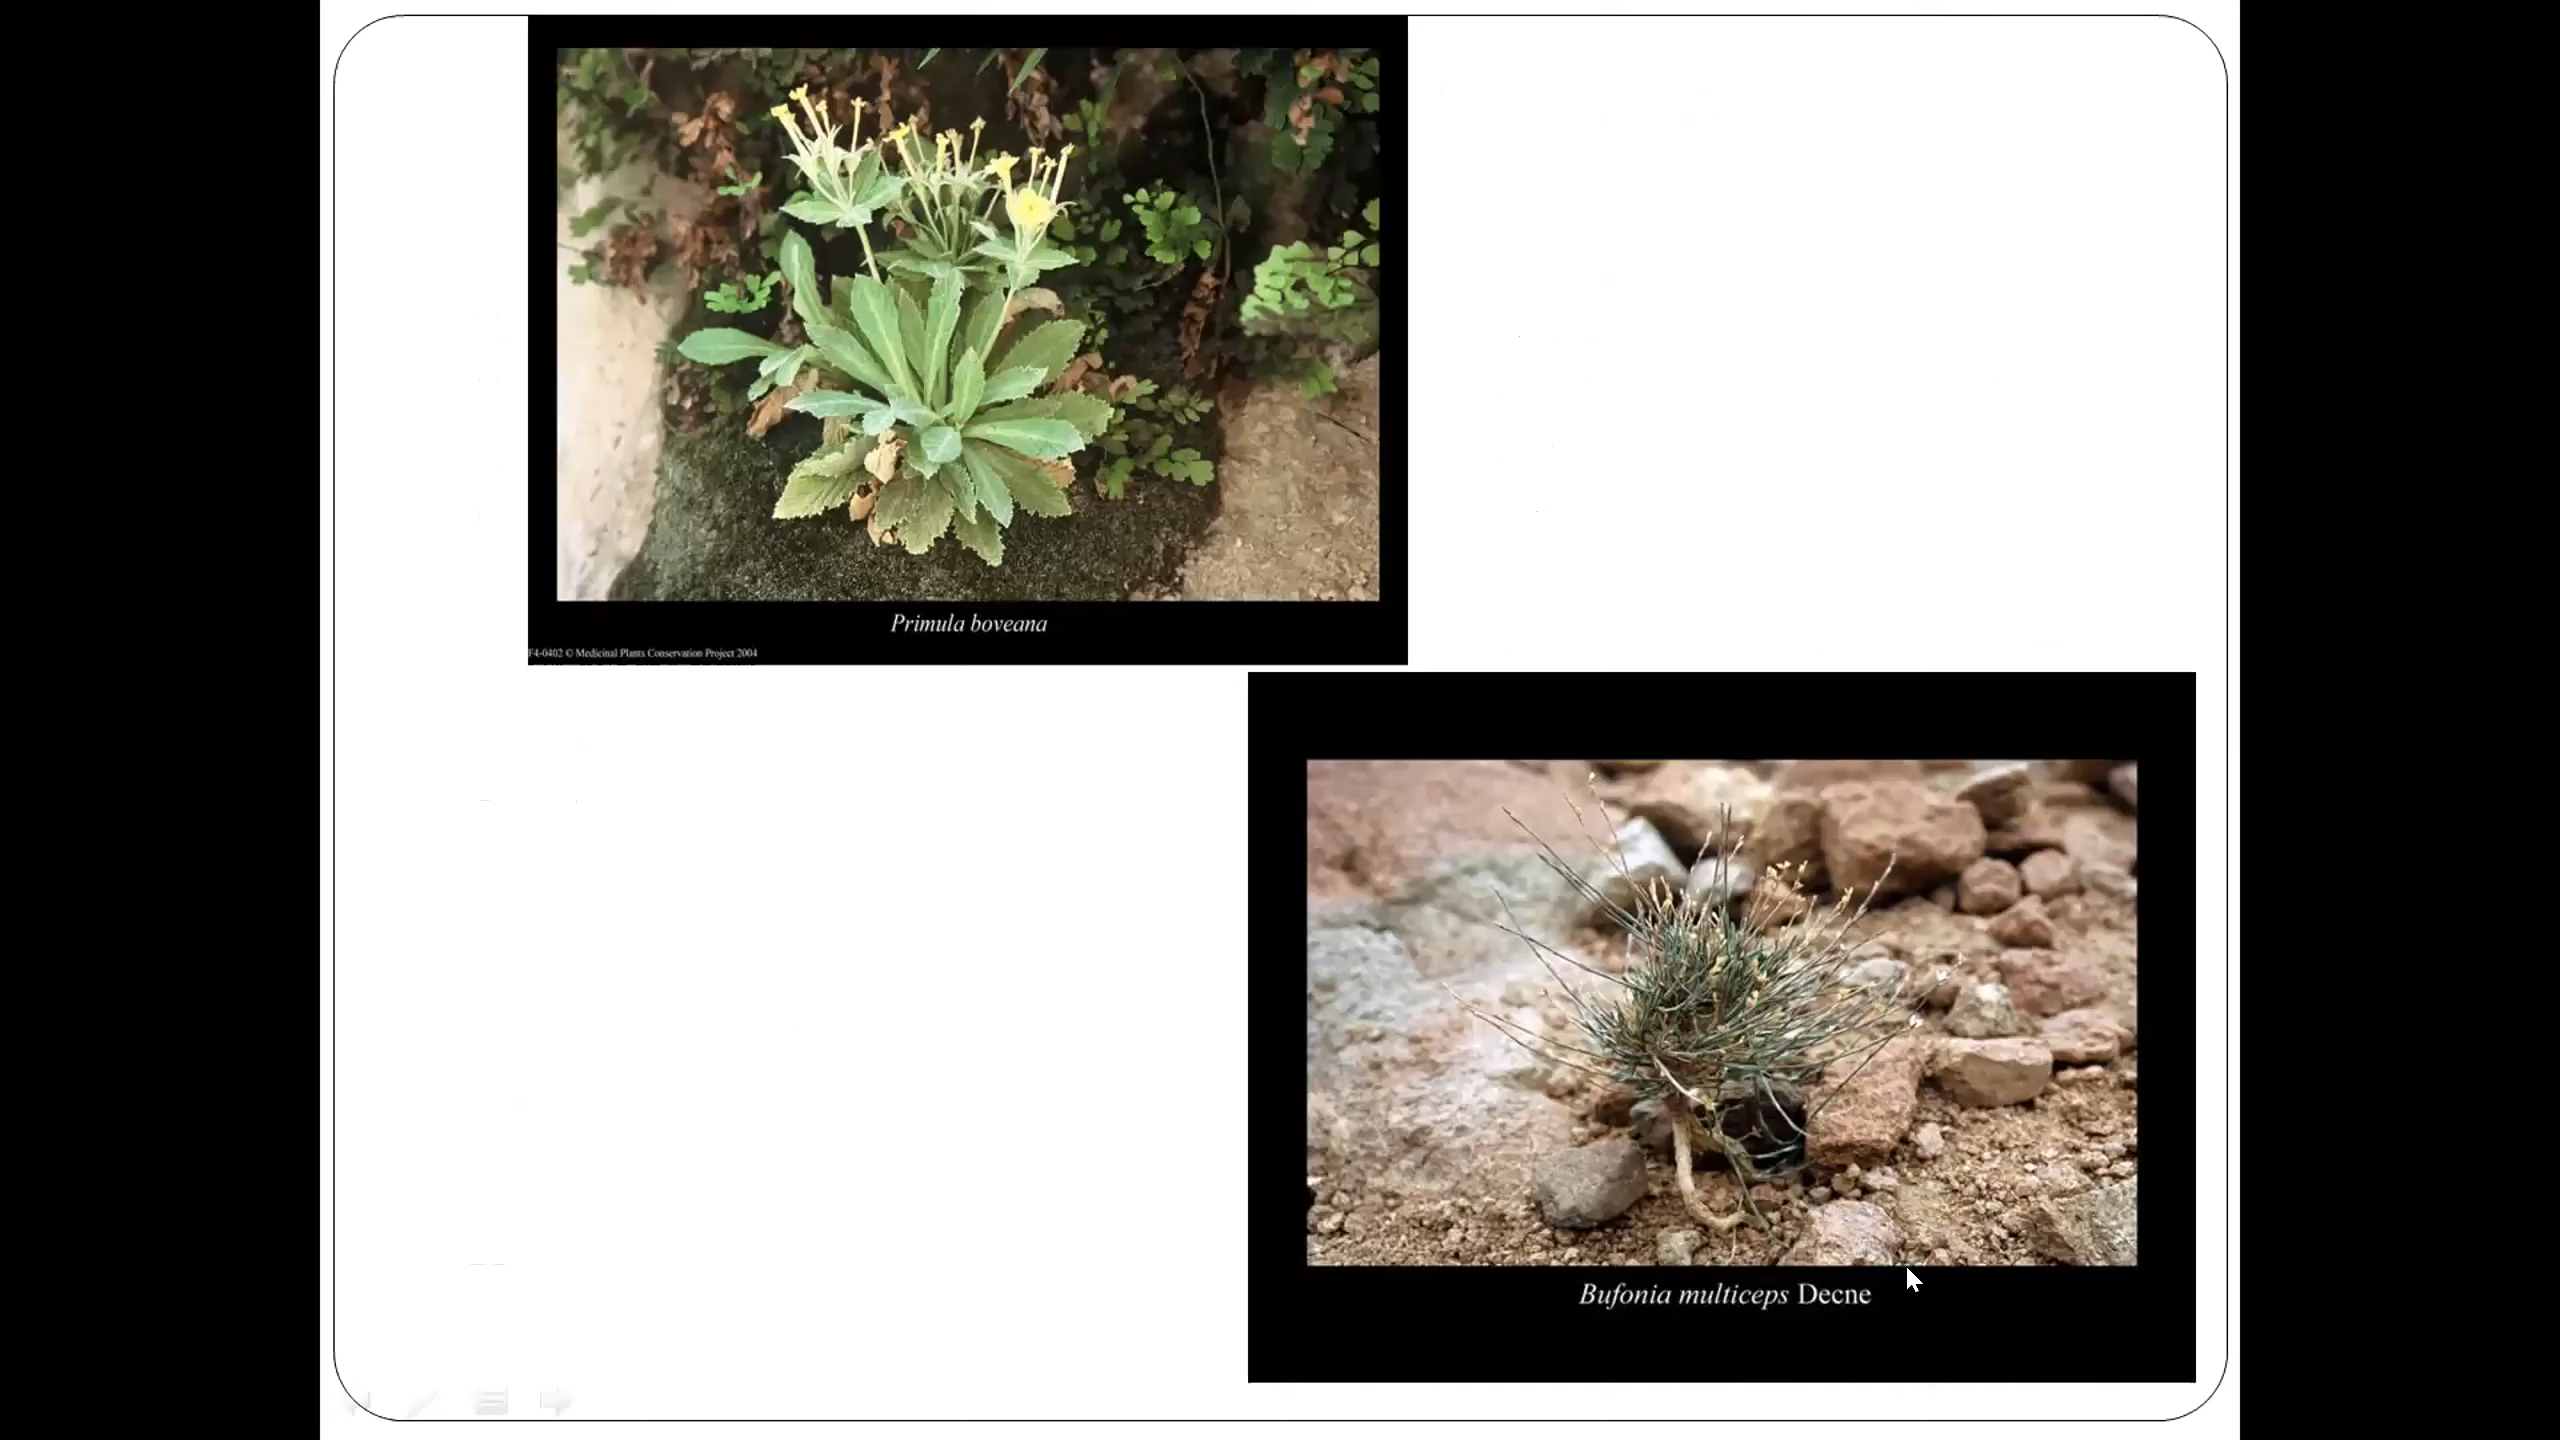 Primula boveana
F4-0402 © Medicinal Plants Conservation Project 2004
Bufonia multiceps Decne